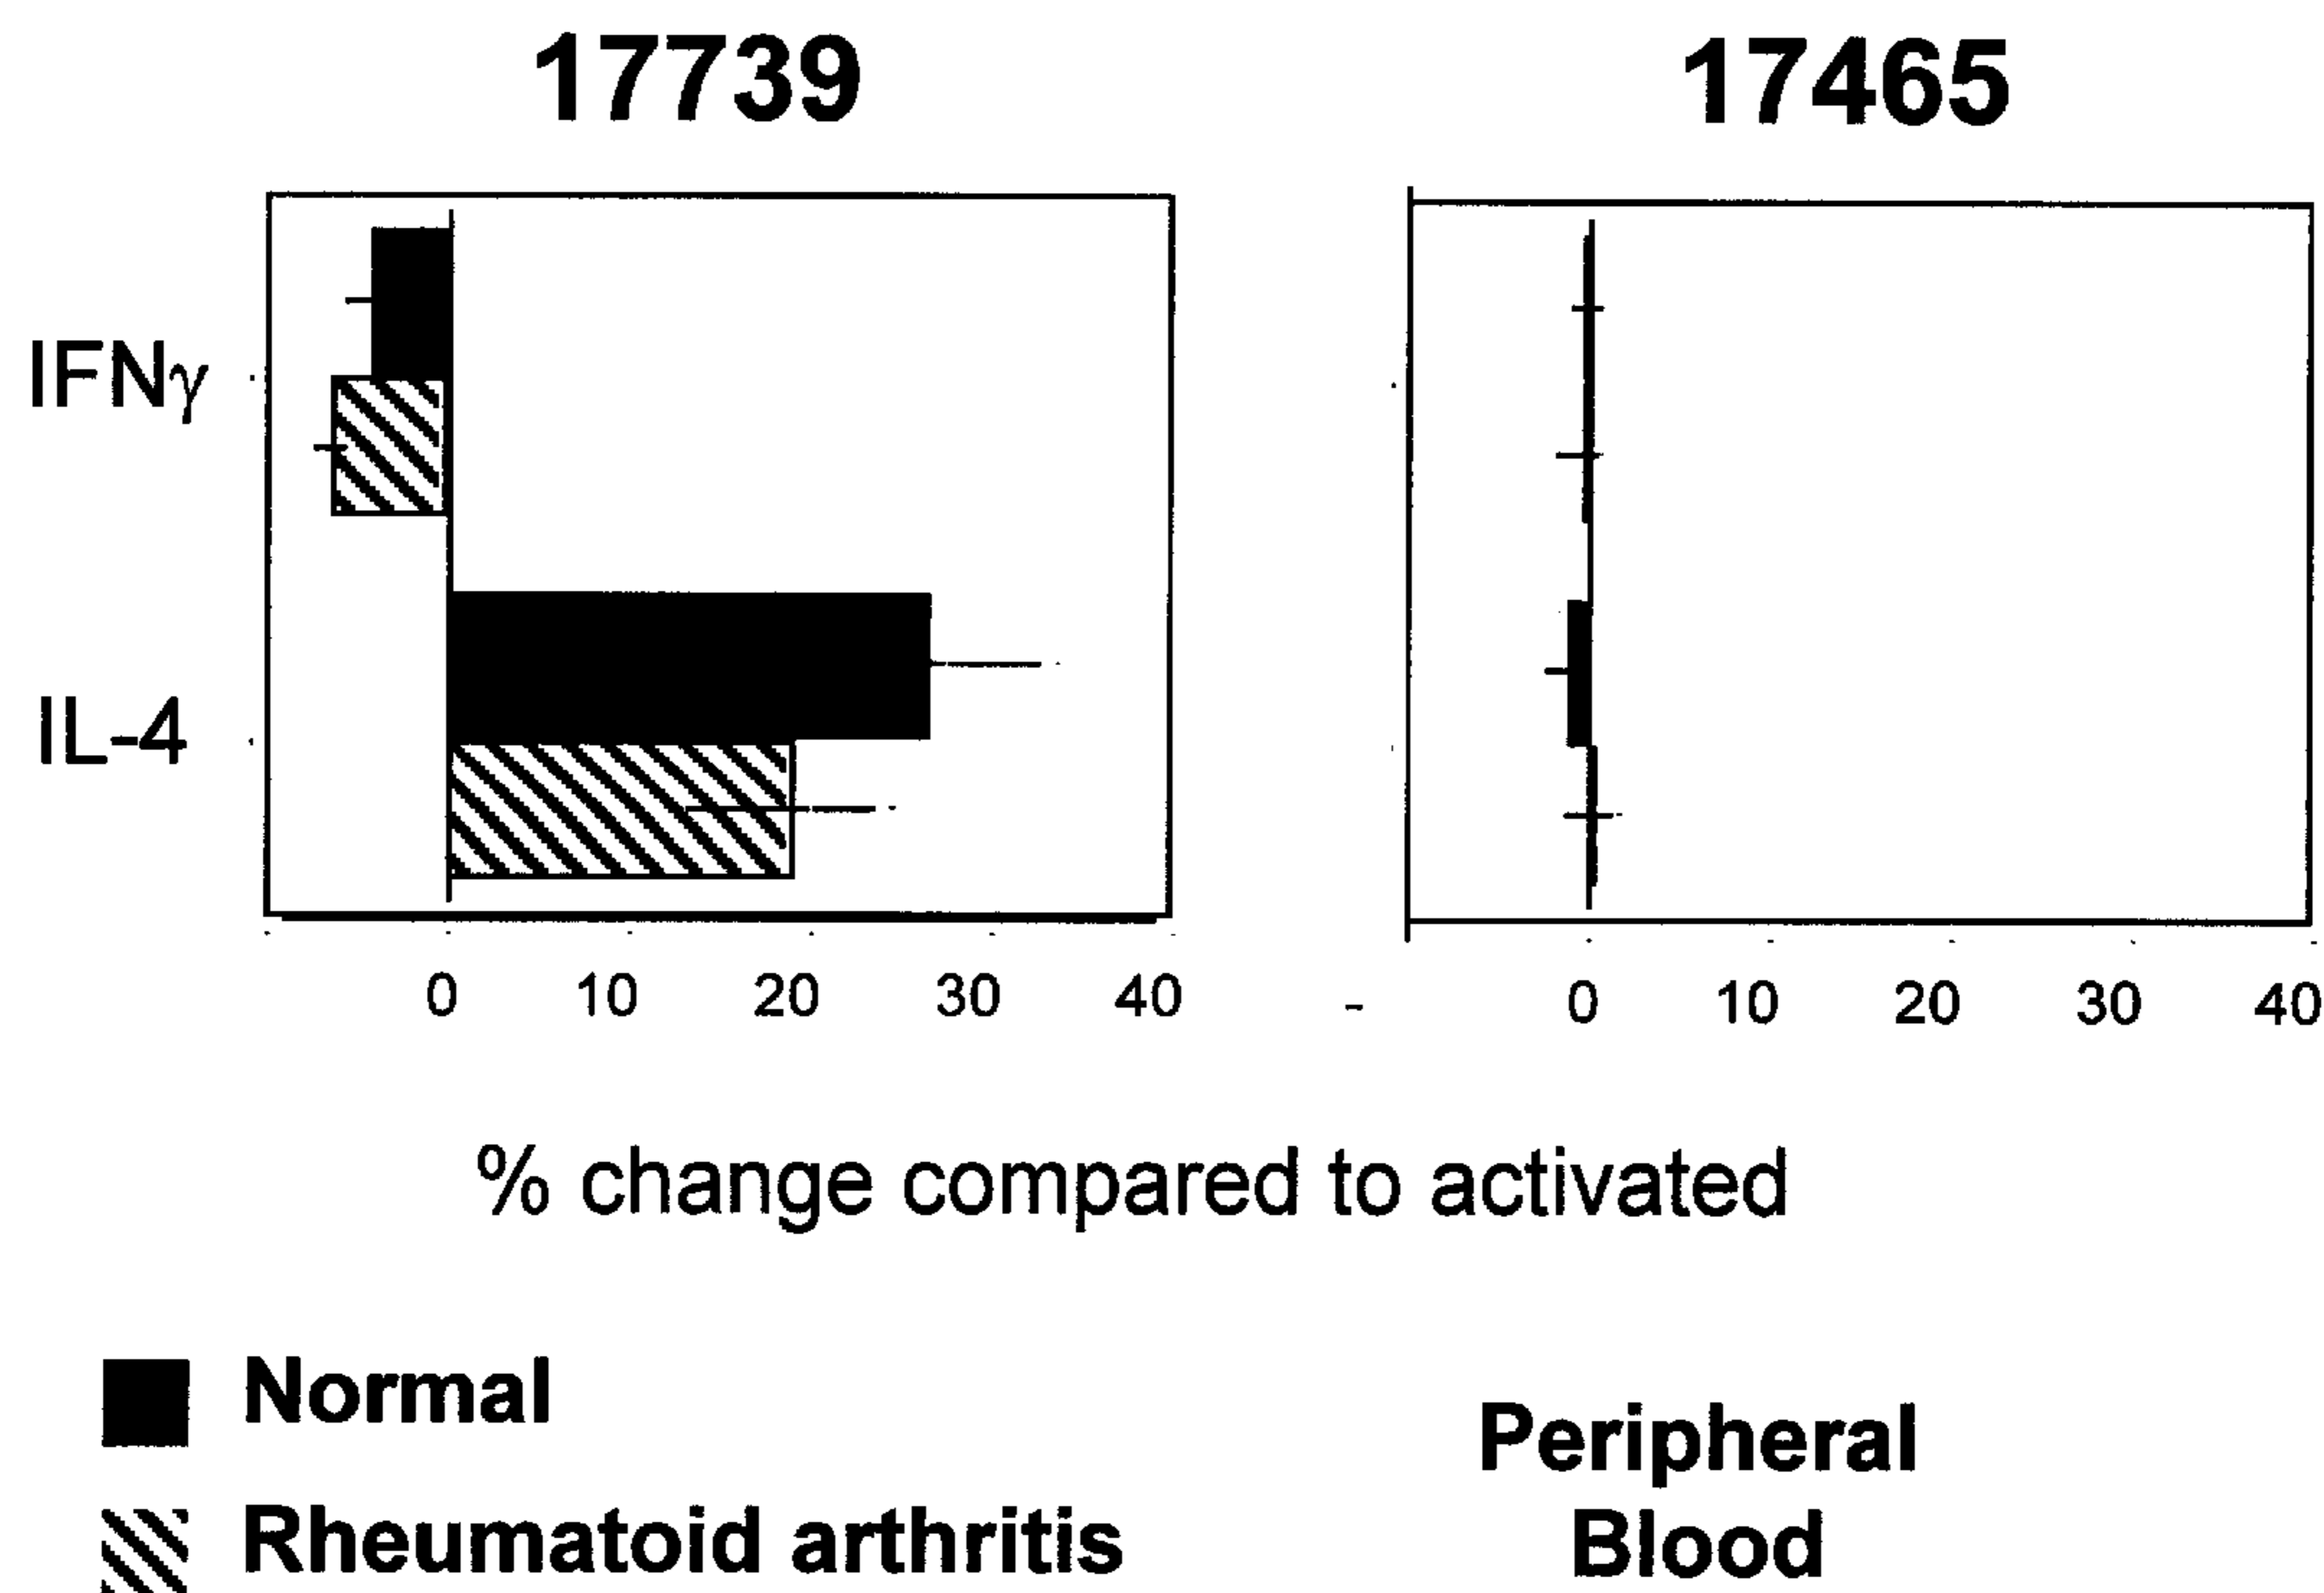 17739 17465
IFNγ
IL-4
0 10 20 30 40 - 0 10 20 30 40
% change compared to activated
Normal
Rheumatoid arthritis
Peripheral
Blood